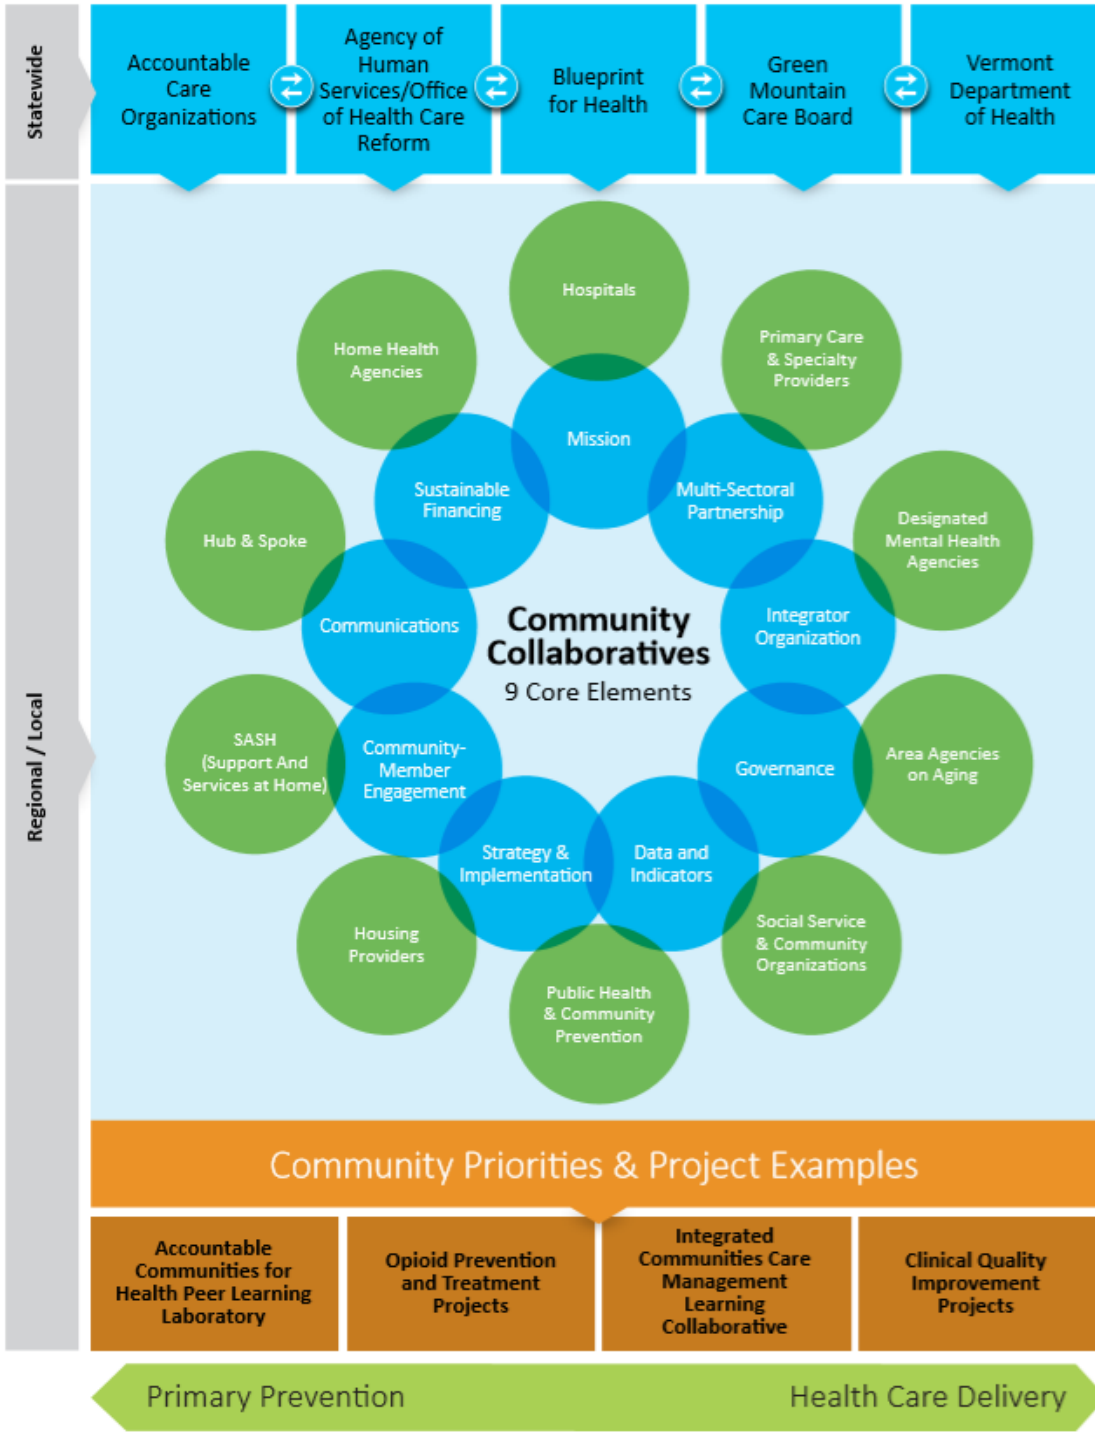 Statewide
Accountable
Care
Organizations
Agency of
Human
Services/Office
of Health Care
Reform
Blueprint
for Health
Green
Mountain
Care Board
Vermont
Department
of Health
Regional / Local
Hospitals
Primary Care
& Specialty
Providers
Designated
Mental Health
Agencies
Area Agencies
on Aging
Social Service
& Community
Organizations
Public Health
& Community
Prevention
Housing
Providers
SASH
(Support And
Services at Home)
Hub & Spoke
Home Health
Agencies
Mission
Multi-Sectoral
Partnership
Integrator
Organization
Governance
Data and
Indicators
Strategy &
Implementation
Community-
Member
Engagement
Communications
Sustainable
Financing
Community
Collaboratives
9 Core Elements
Community Priorities & Project Examples
Accountable
Communities for
Health Peer Learning
Laboratory
Opioid Prevention
and Treatment
Projects
Integrated
Communities Care
Management
Learning
Collaborative
Clinical Quality
Improvement
Projects
Primary Prevention
Health Care Delivery